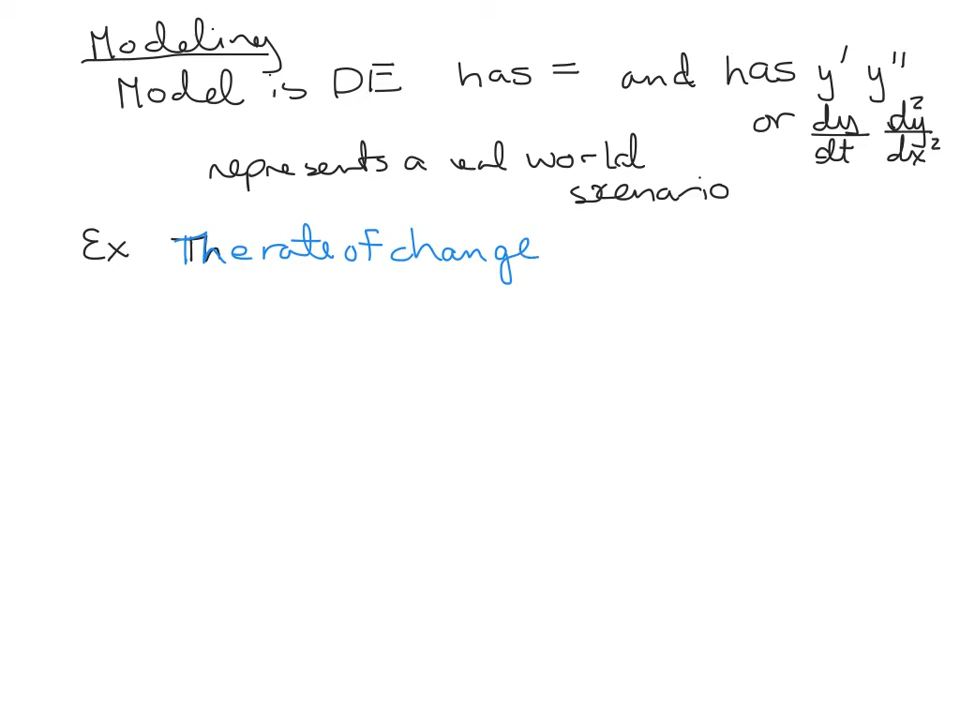 Modeling
Model is DE has = and has y' y''
or dy/dt dy²/dx²
represents a real world
scenario
Ex The rate of change